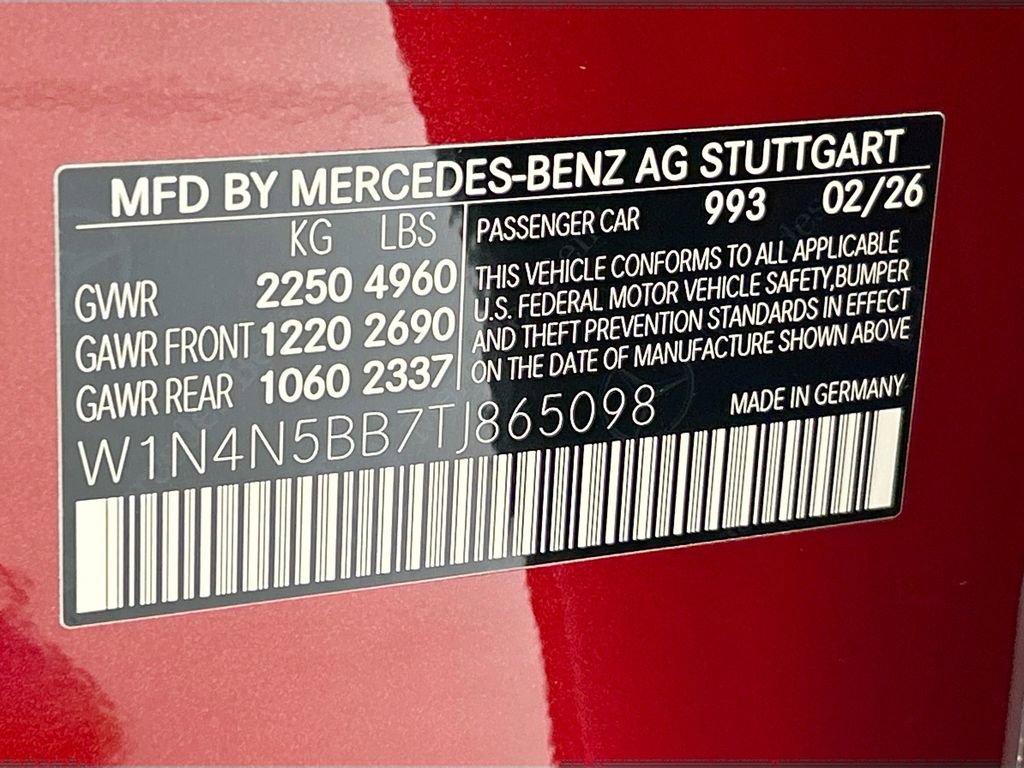 MFD BY MERCEDES-BENZ AG STUTTGART
KG LBS
GVWR 2250 4960
GAWR FRONT 1220 2690
GAWR REAR 1060 2337
PASSENGER CAR 993 02/26
THIS VEHICLE CONFORMS TO ALL APPLICABLE
U.S. FEDERAL MOTOR VEHICLE SAFETY,BUMPER
AND THEFT PREVENTION STANDARDS IN EFFECT
ON THE DATE OF MANUFACTURE SHOWN ABOVE
W1N4N5BB7TJ865098
MADE IN GERMANY